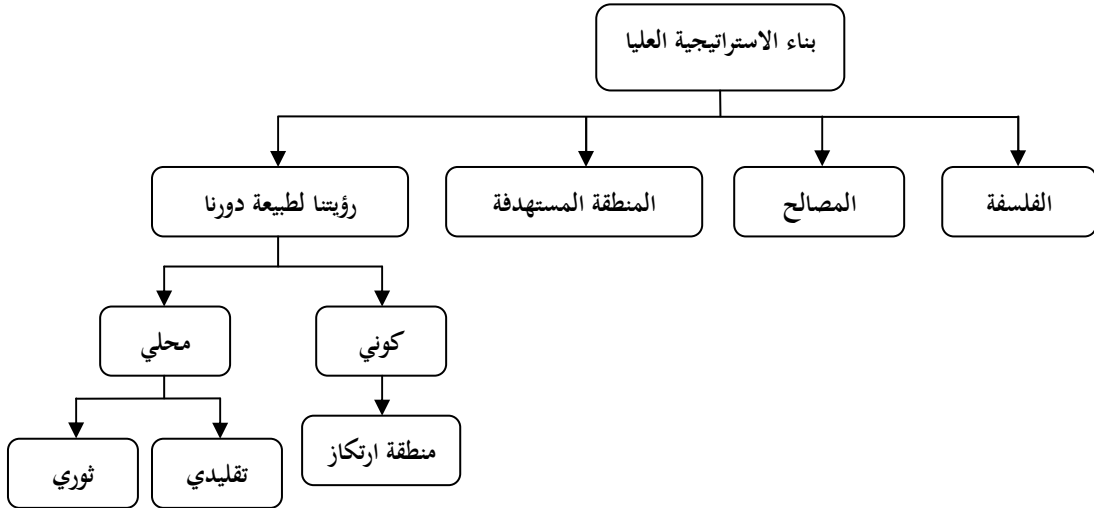 بناء الاستراتيجية العليا
الفلسفة
المصالح
المنطقة المستهدفة
رؤيتنا لطبيعة دورنا
كوني
محلي
منطقة ارتكاز
تقليدي
ثوري